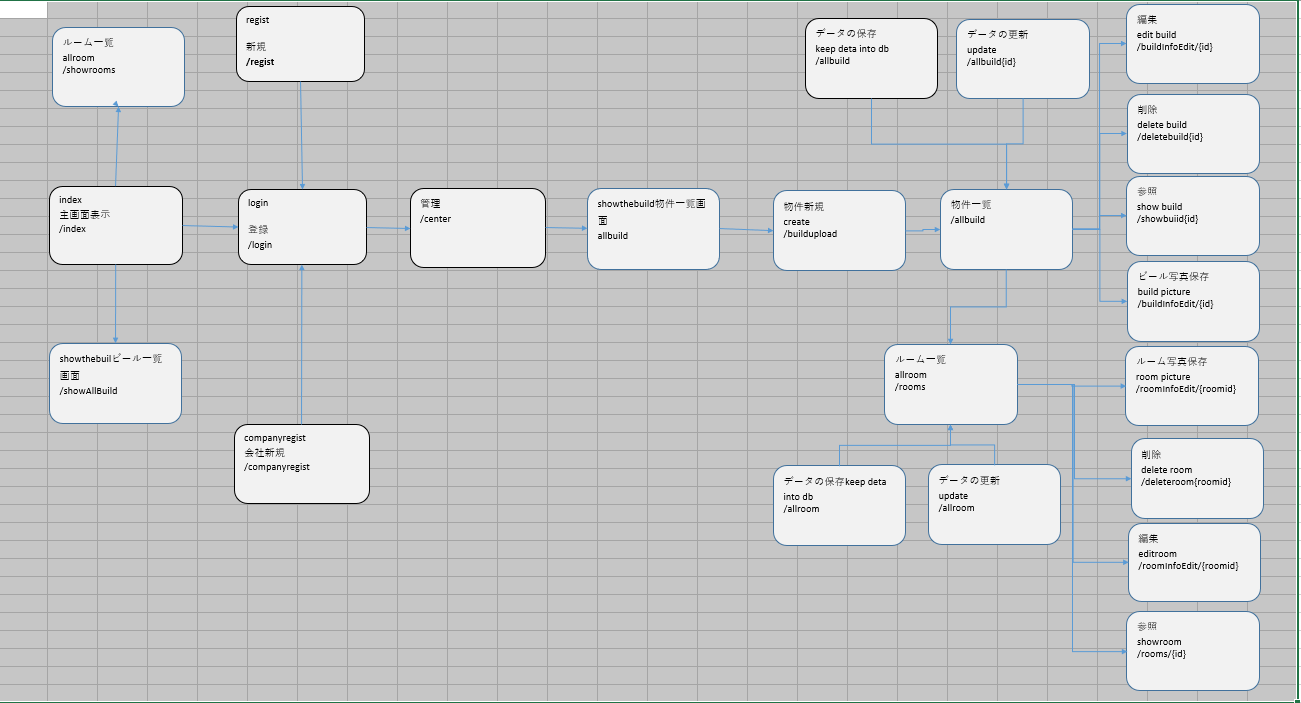 ルーム一覧
allroom
/showrooms
regist
新規
/regist
データの保存
keep deta into db
/allbuild
データの更新
update
/allbuild{id}
編集
edit build
/buildInfoEdit/{id}
削除
delete build
/deletebuild{id}
index
主画面表示
/index
login
登録
/login
管理
/center
showthebuild物件一覧画
面
allbuild
物件新規
create
/buildupload
物件一覧
/allbuild
参照
show build
/showbuiid{id}
ビール写真保存
build picture
/buildInfoEdit/{id}
showthebuilビール一覧
画面
/showAllBuild
ルーム一覧
allroom
/rooms
ルーム写真保存
room picture
/roomInfoEdit/{roomid}
companyregist
会社新規
/companyregist
データの保存keep deta
into db
/allroom
データの更新
update
/allroom
削除
delete room
/deleteroom{roomid}
編集
editroom
/roomInfoEdit/{roomid}
参照
showroom
/rooms/{id}